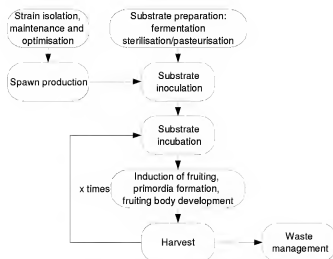 Strain isolation,
maintenance and
optimisation
Substrate preparation:
fermentation
sterilisation/pasteurisation
Spawn production
Substrate
inoculation
Substrate
incubation
x times
Induction of fruiting,
primordia formation,
fruiting body development
Harvest
Waste
management